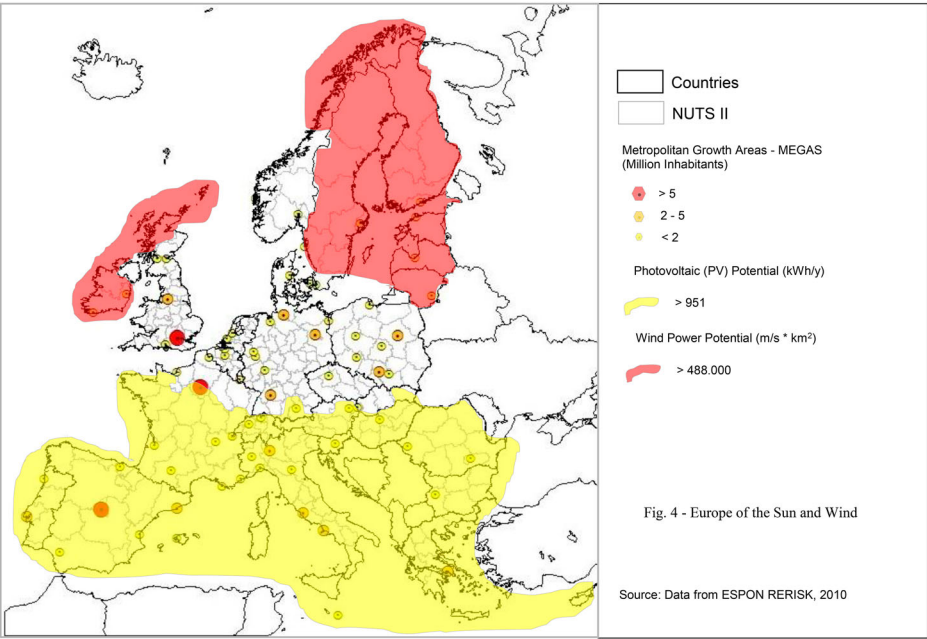 Countries
NUTS II
Metropolitan Growth Areas - MEGAS
(Million Inhabitants)
> 5
2 - 5
< 2
Photovoltaic (PV) Potential (kWh/y)
> 951
Wind Power Potential (m/s * km²)
> 488.000
Fig. 4 - Europe of the Sun and Wind
Source: Data from ESPON RERISK, 2010